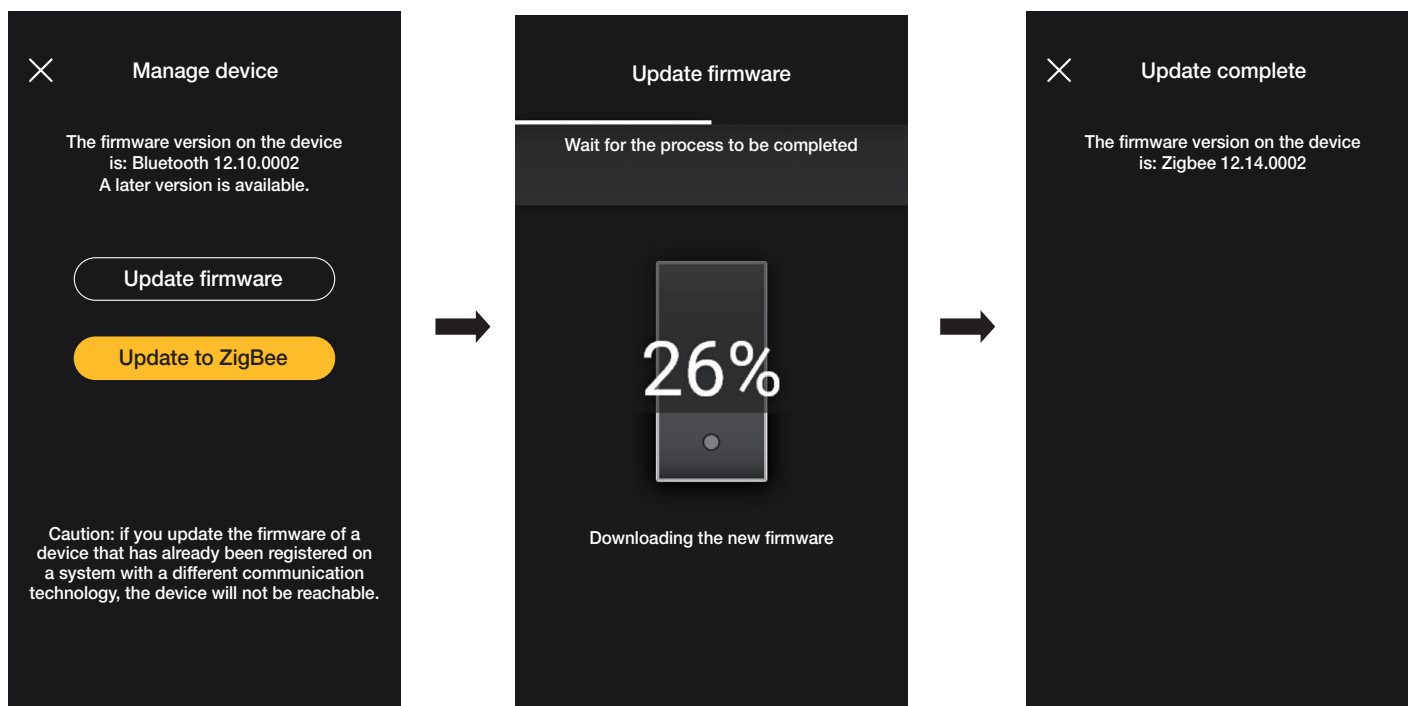 Manage device
The firmware version on the device
is: Bluetooth 12.10.0002
A later version is available.
Update firmware
Update to ZigBee
Caution: if you update the firmware of a
device that has already been registered on
a system with a different communication
technology, the device will not be reachable.
Update firmware
Wait for the process to be completed
26%
Downloading the new firmware
Update complete
The firmware version on the device
is: Zigbee 12.14.0002